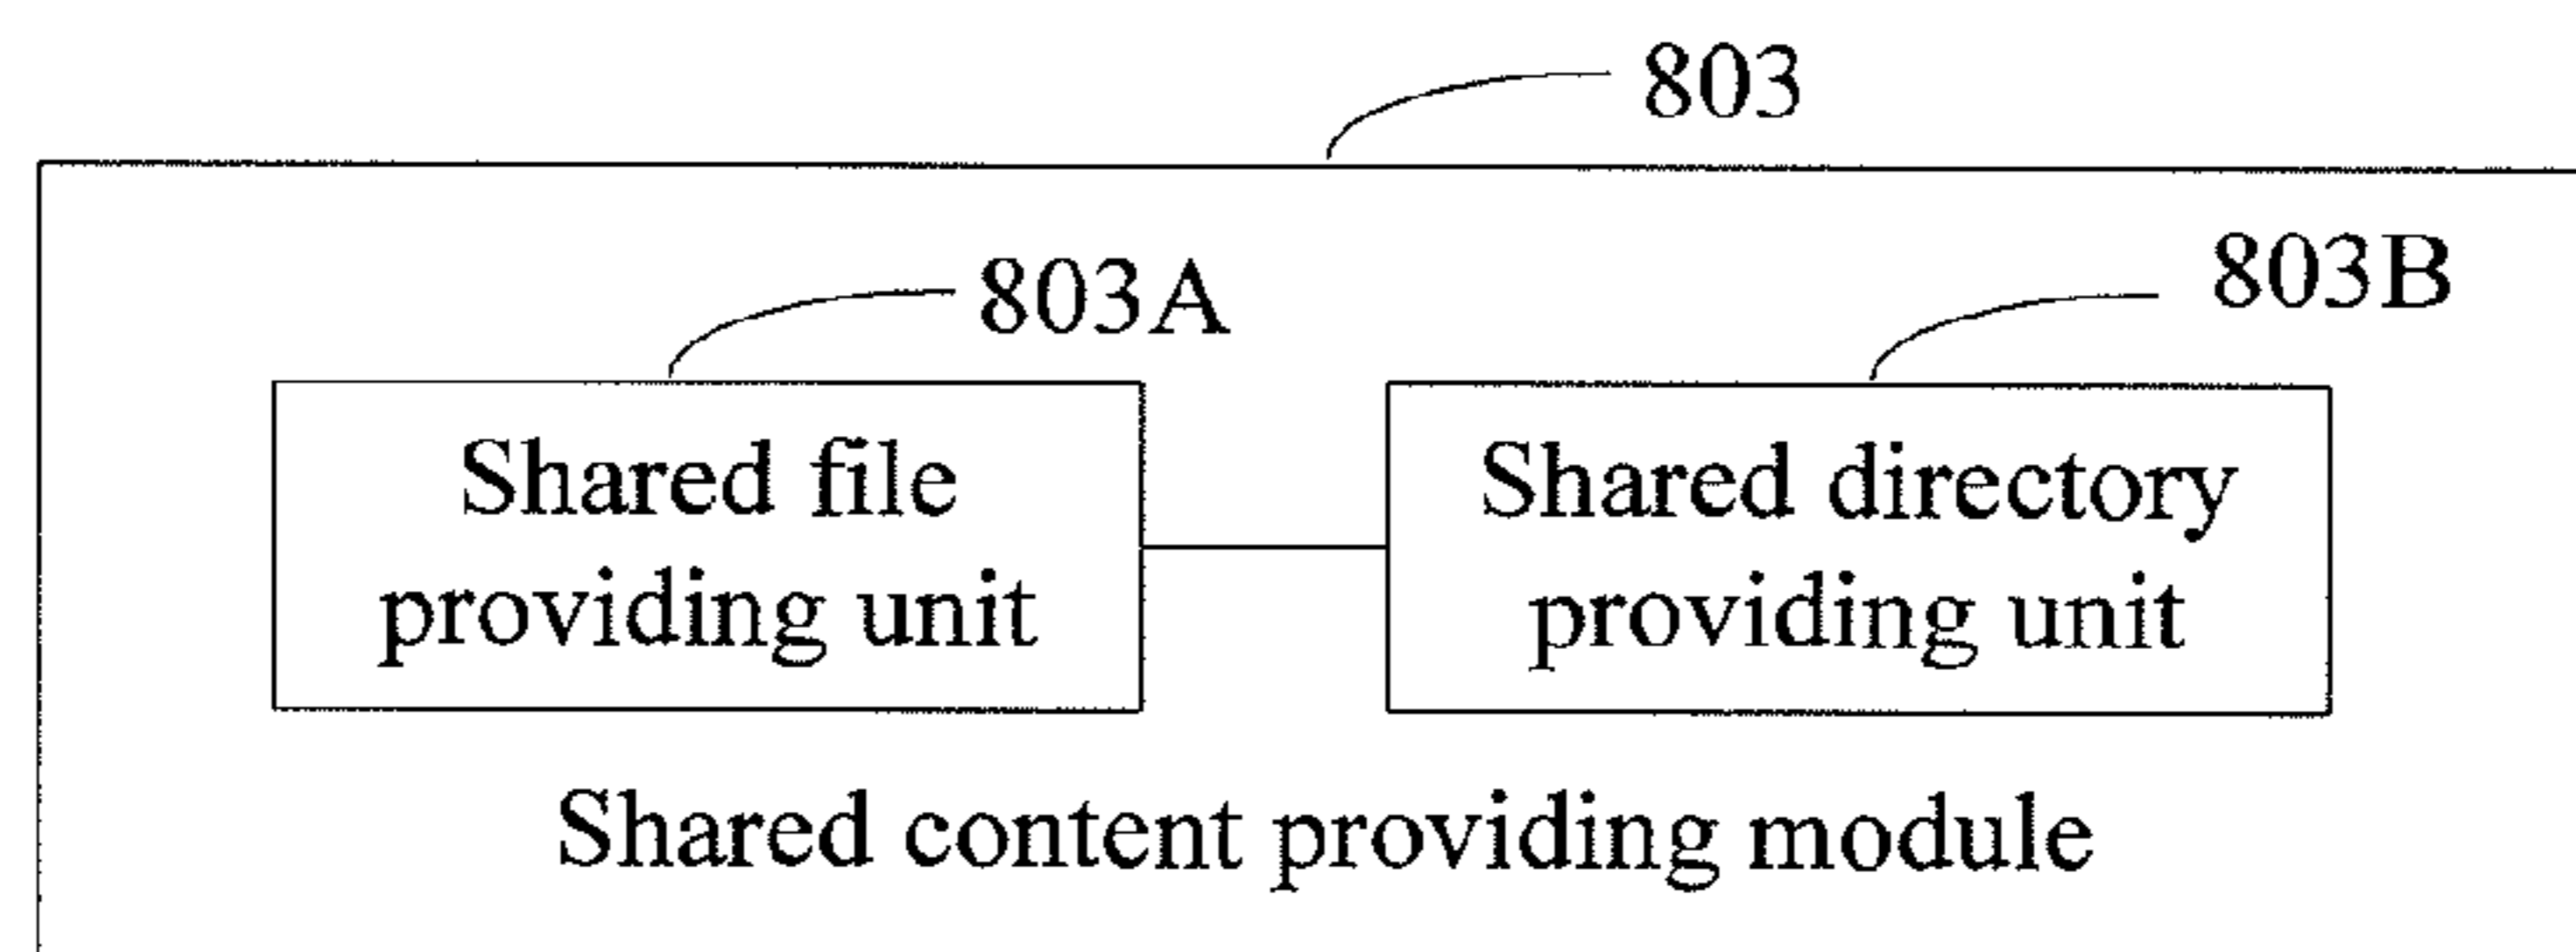 803
803A
803B
Shared file
providing unit
Shared directory
providing unit
Shared content providing module